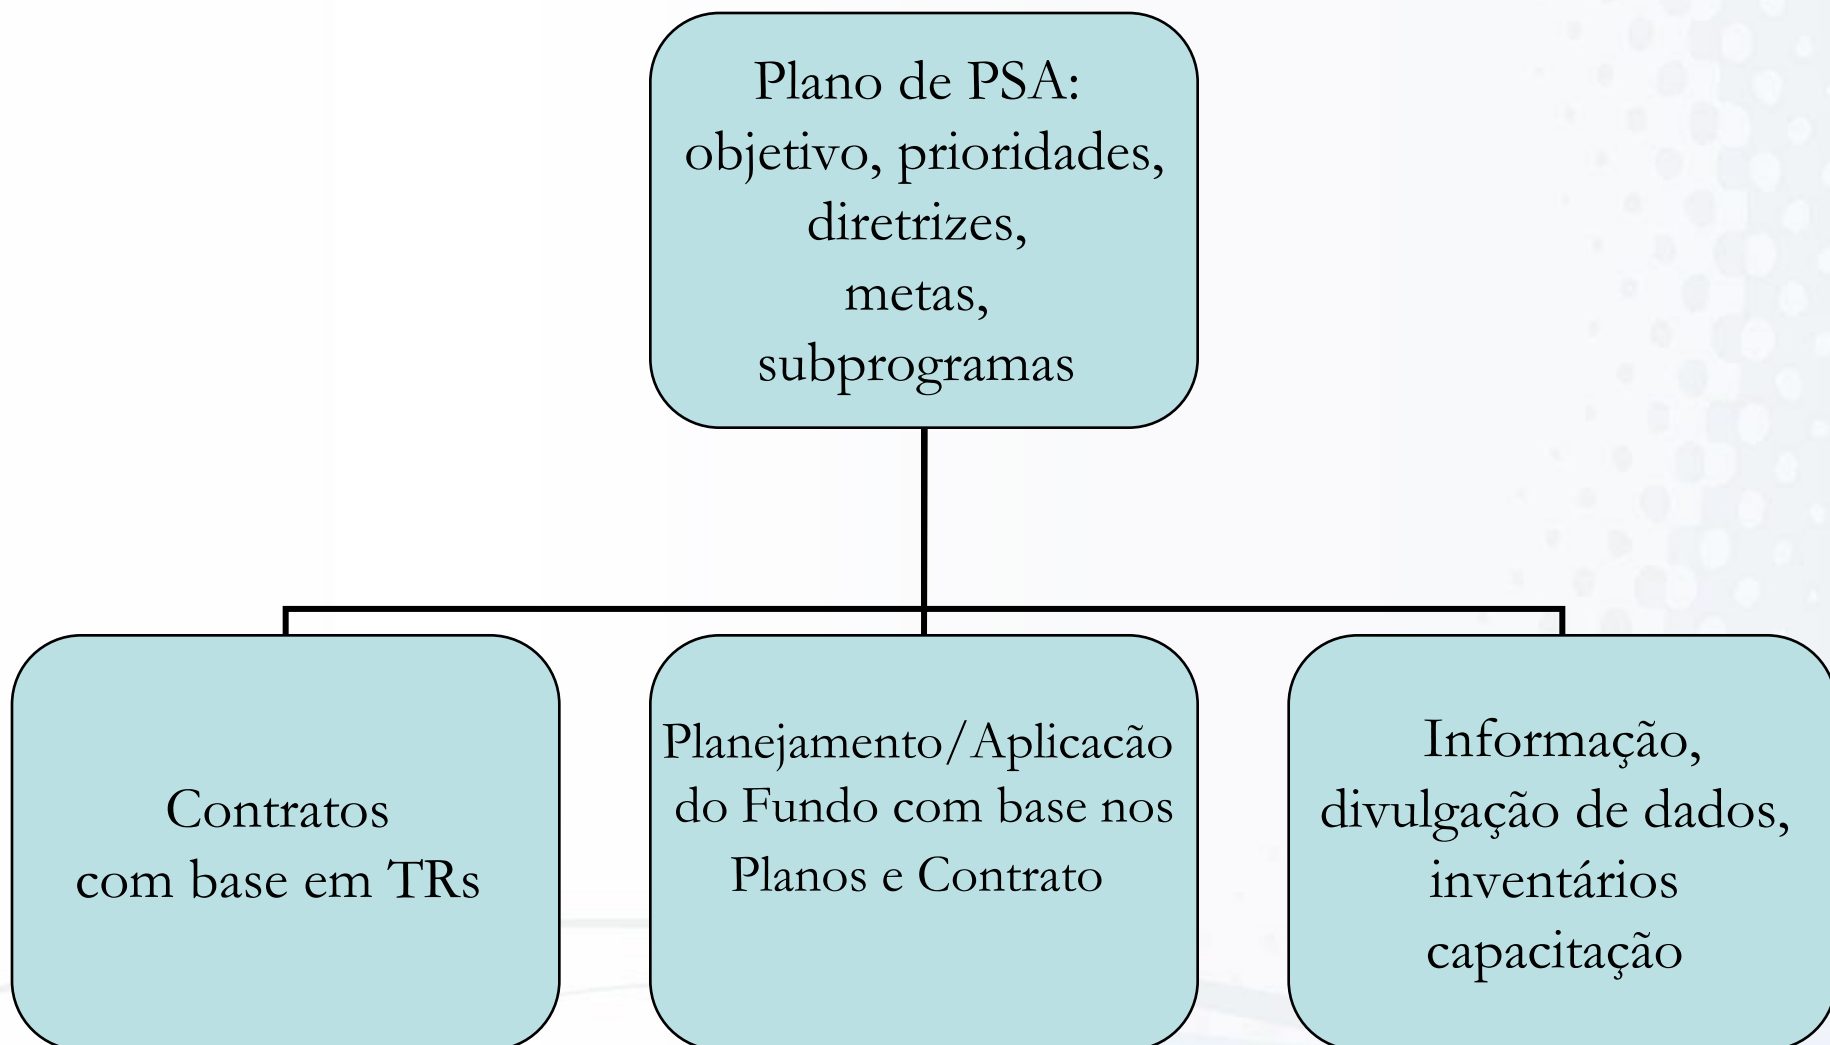 Plano de PSA:
objetivo, prioridades,
diretrizes,
metas,
subprogramas
Contratos
com base em TRs
Planejamento/Aplicacão
do Fundo com base nos
Planos e Contrato
Informação,
divulgação de dados,
inventários
capacitação